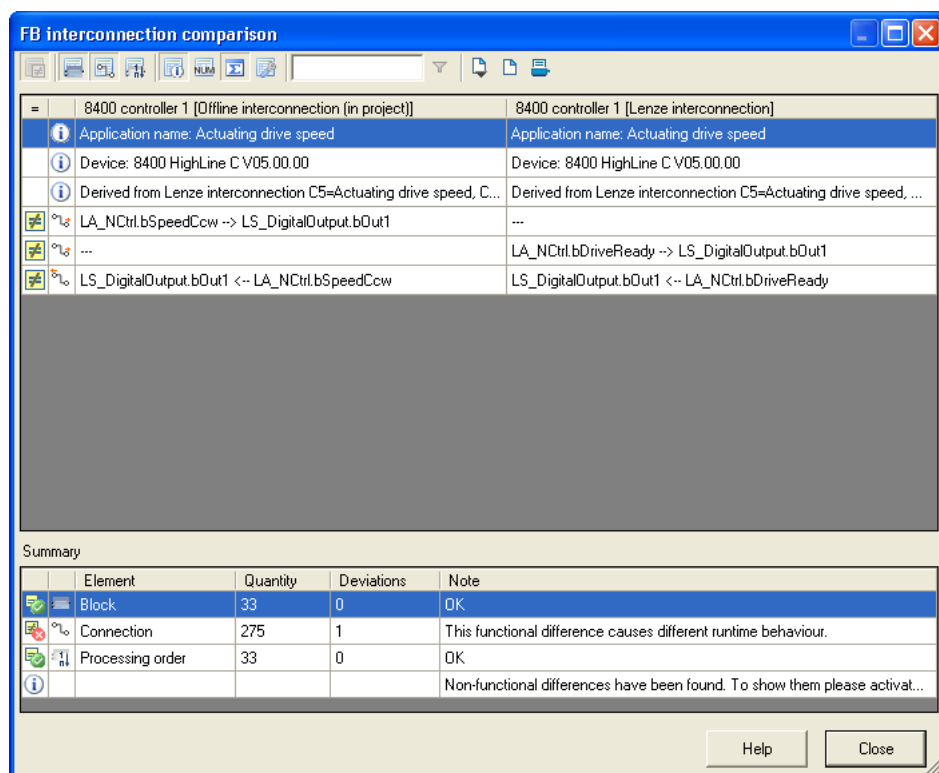 FB interconnection comparison
NUM Σ
= 8400 controller 1 [Offline interconnection (in project)] 8400 controller 1 [Lenze interconnection]
Application name: Actuating drive speed Application name: Actuating drive speed
Device: 8400 HighLine C V05.00.00 Device: 8400 HighLine C V05.00.00
Derived from Lenze interconnection C5=Actuating drive speed, C... Derived from Lenze interconnection C5=Actuating drive speed, ...
LA_NCtrl.bSpeedCcw --> LS_DigitalOutput.bOut1 ---
--- LA_NCtrl.bDriveReady --> LS_DigitalOutput.bOut1
LS_DigitalOutput.bOut1 <-- LA_NCtrl.bSpeedCcw LS_DigitalOutput.bOut1 <-- LA_NCtrl.bDriveReady
Summary
Element Quantity Deviations Note
Block 33 0 OK
Connection 275 1 This functional difference causes different runtime behaviour.
Processing order 33 0 OK
Non-functional differences have been found. To show them please activat...
Help Close